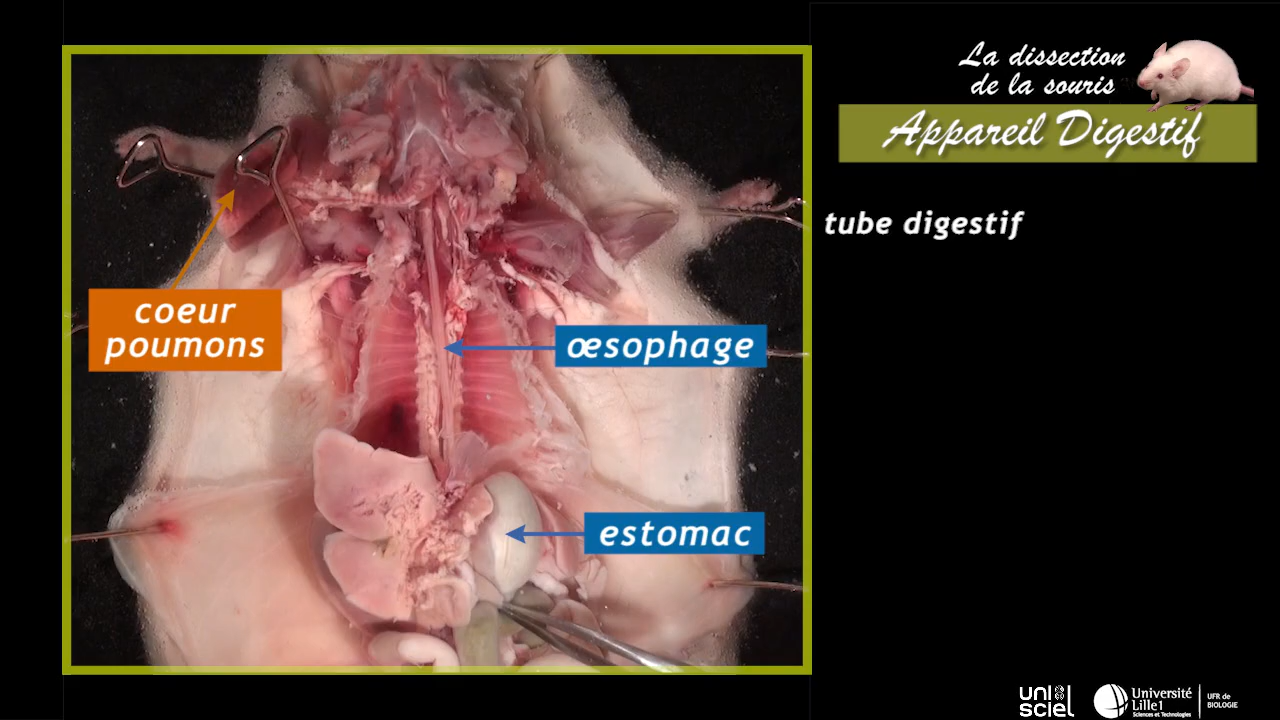 La dissection
de la souris
Appareil Digestif
tube digestif
coeur
poumons
œsophage
estomac
uni
sciel
Université
Lille1
Sciences et Technologies
UFR de
BIOLOGIE